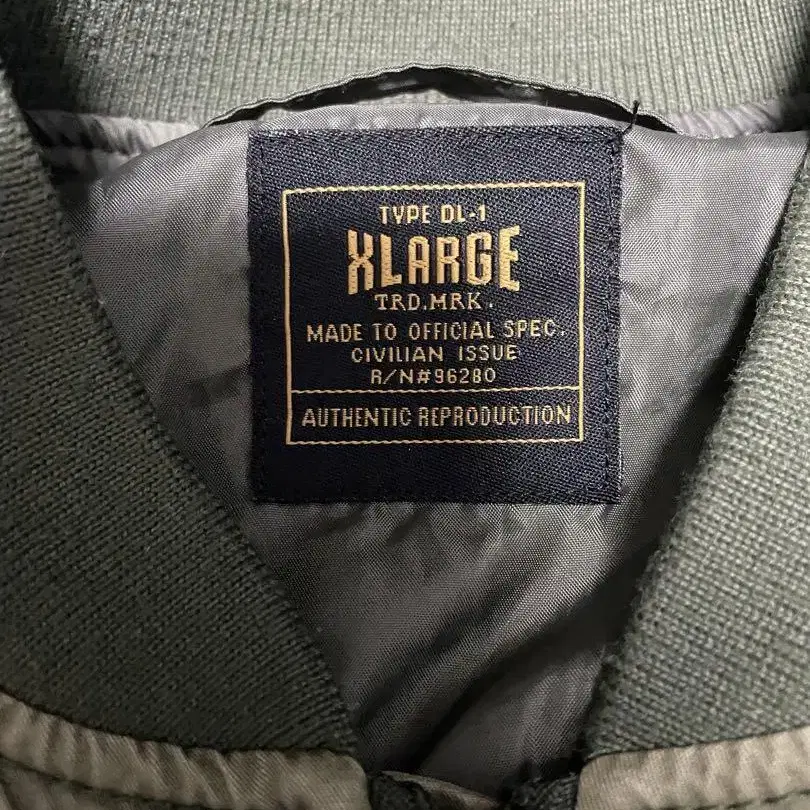 TYPE DL-1
XLARGE
TRD.MRK.
MADE TO OFFICIAL SPEC.
CIVILIAN ISSUE
R/N#96280
AUTHENTIC REPRODUCTION